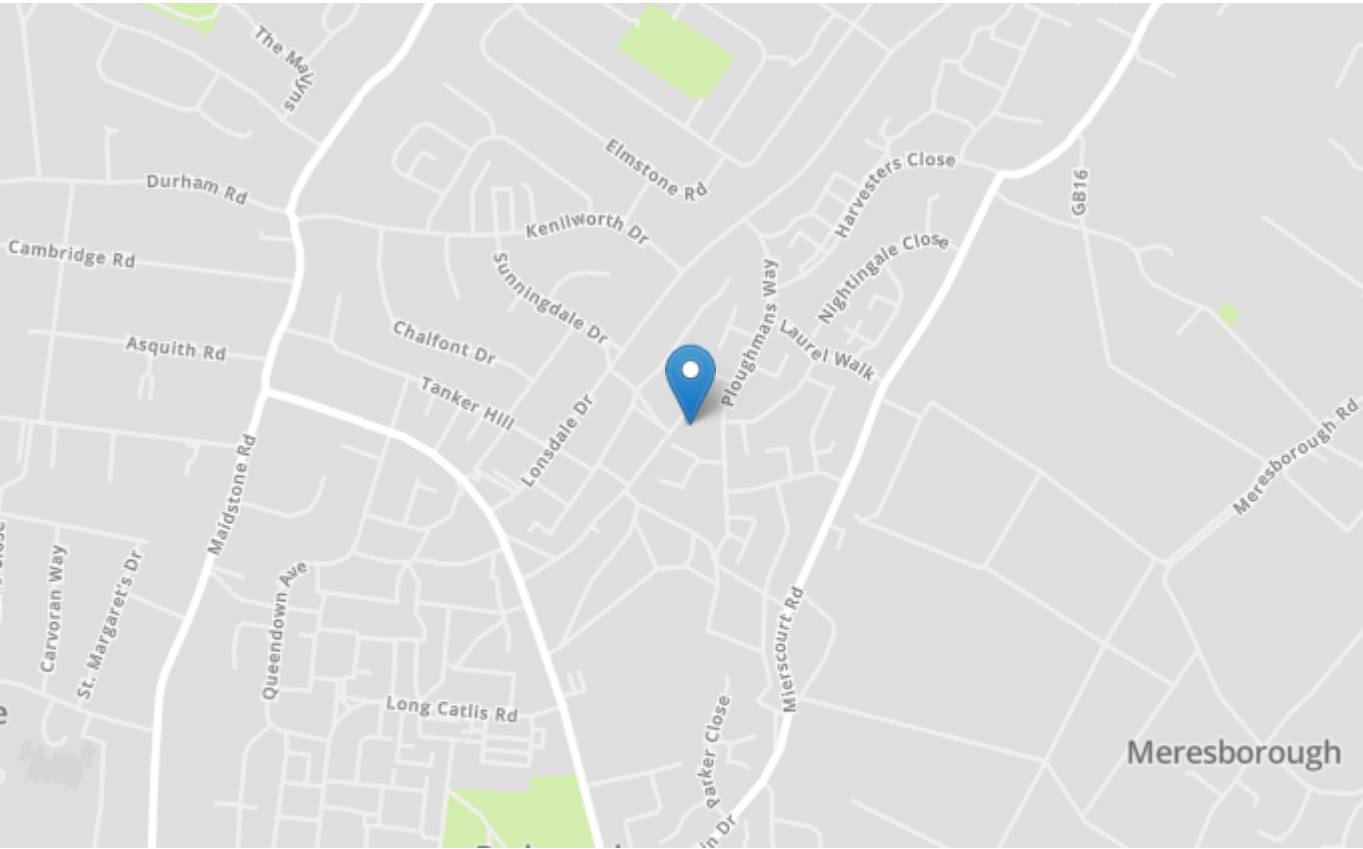 The Malvyns
Elmstone Rd
Harvesters Close
Durham Rd
GB16
Kenilworth Dr
Cambridge Rd
Nightingale Close
Sunningdale Dr
Ploughmans Way
Chalfont Dr
Asquith Rd
Laurel Walk
Tanker Hill
Lonsdale Dr
Maidstone Rd
Meresborough Rd
Carvoran Way
St. Margaret's Dr
Queendown Ave
Mierscourt Rd
Long Catlis Rd
Parker Close
Meresborough